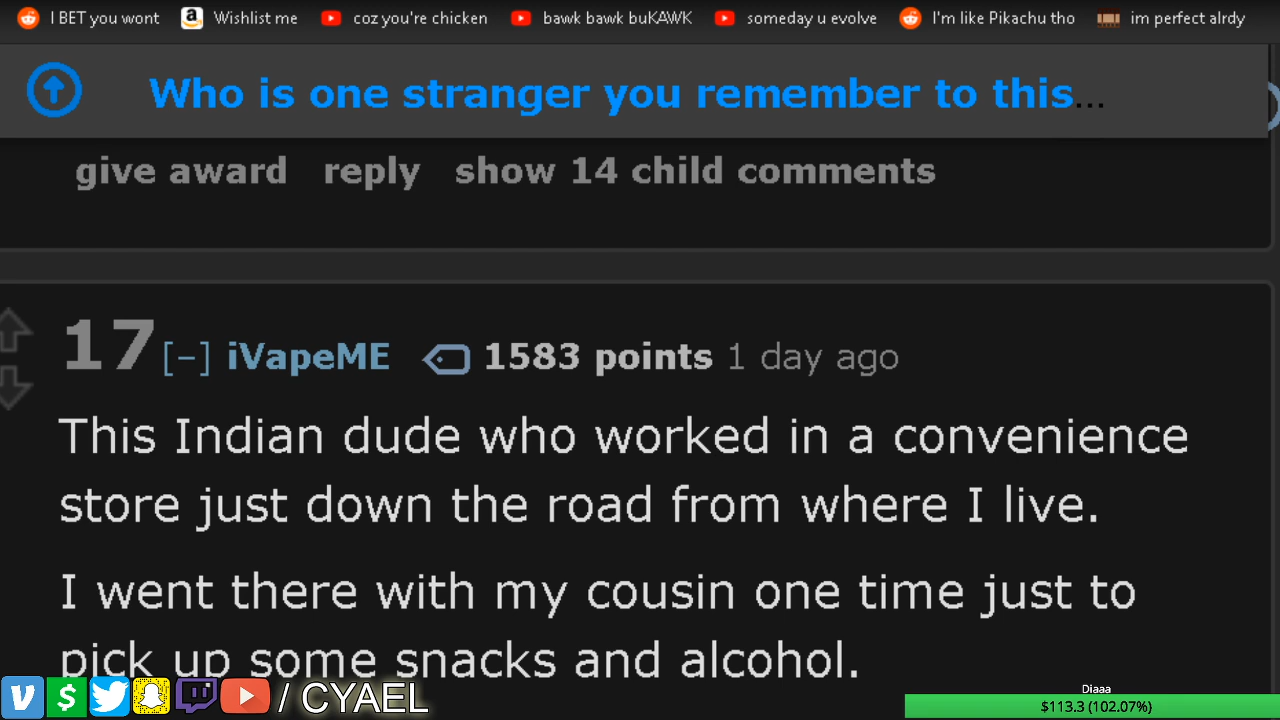 I BET you wont Wishlist me coz you're chicken bawk bawk buKAWK someday u evolve I'm like Pikachu tho im perfect alrdy
Who is one stranger you remember to this...
give award reply show 14 child comments
17 [–] iVapeME 1583 points 1 day ago
This Indian dude who worked in a convenience
store just down the road from where I live.
I went there with my cousin one time just to
pick up some snacks and alcohol.
/ CYAEL
Diaaa
$113.3 (102.07%)